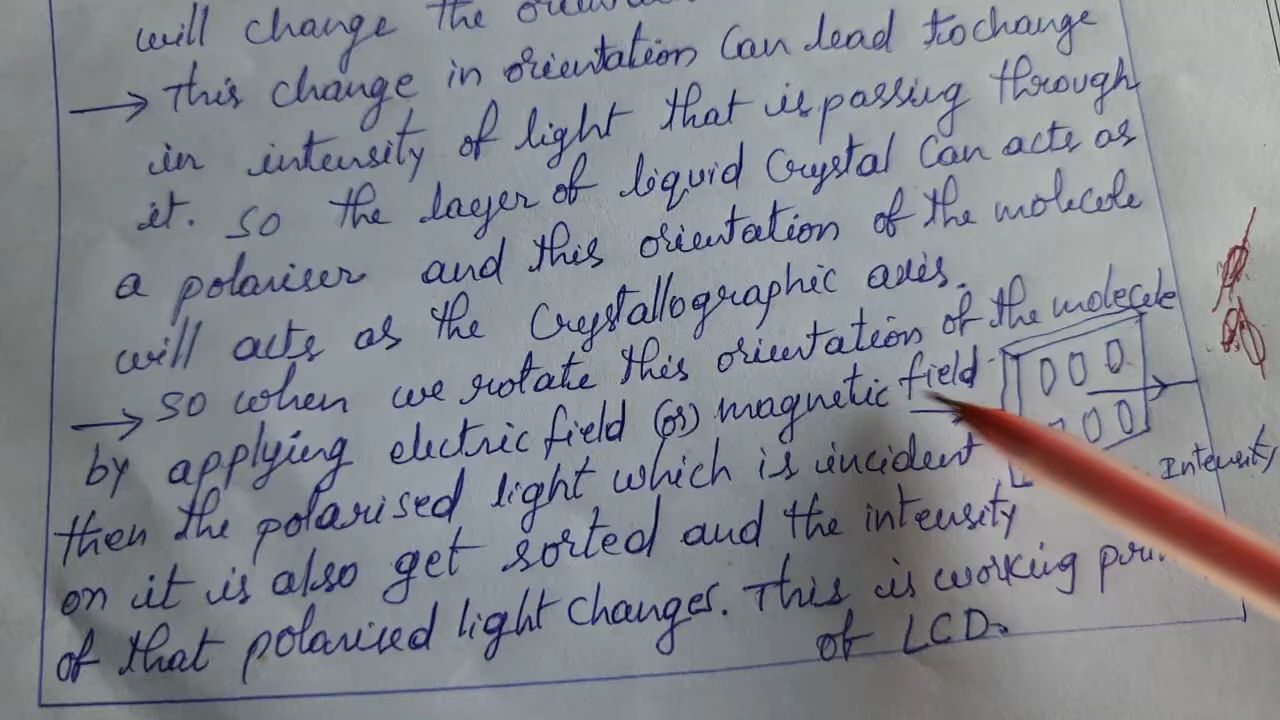 will change the
→ This change in orientation can lead to change
in intensity of light that is passing through
it. so the layer of liquid crystal can acts as
a polariser and this orientation of the molecule
will acts as the crystallographic axis.
→ so when we rotate this orientation of the molecule
by applying electric field (or) magnetic field
then the polarised light which is incident
on it is also get sorted and the intensity
of that polarised light changes. This is working
of LCD.
Intensity